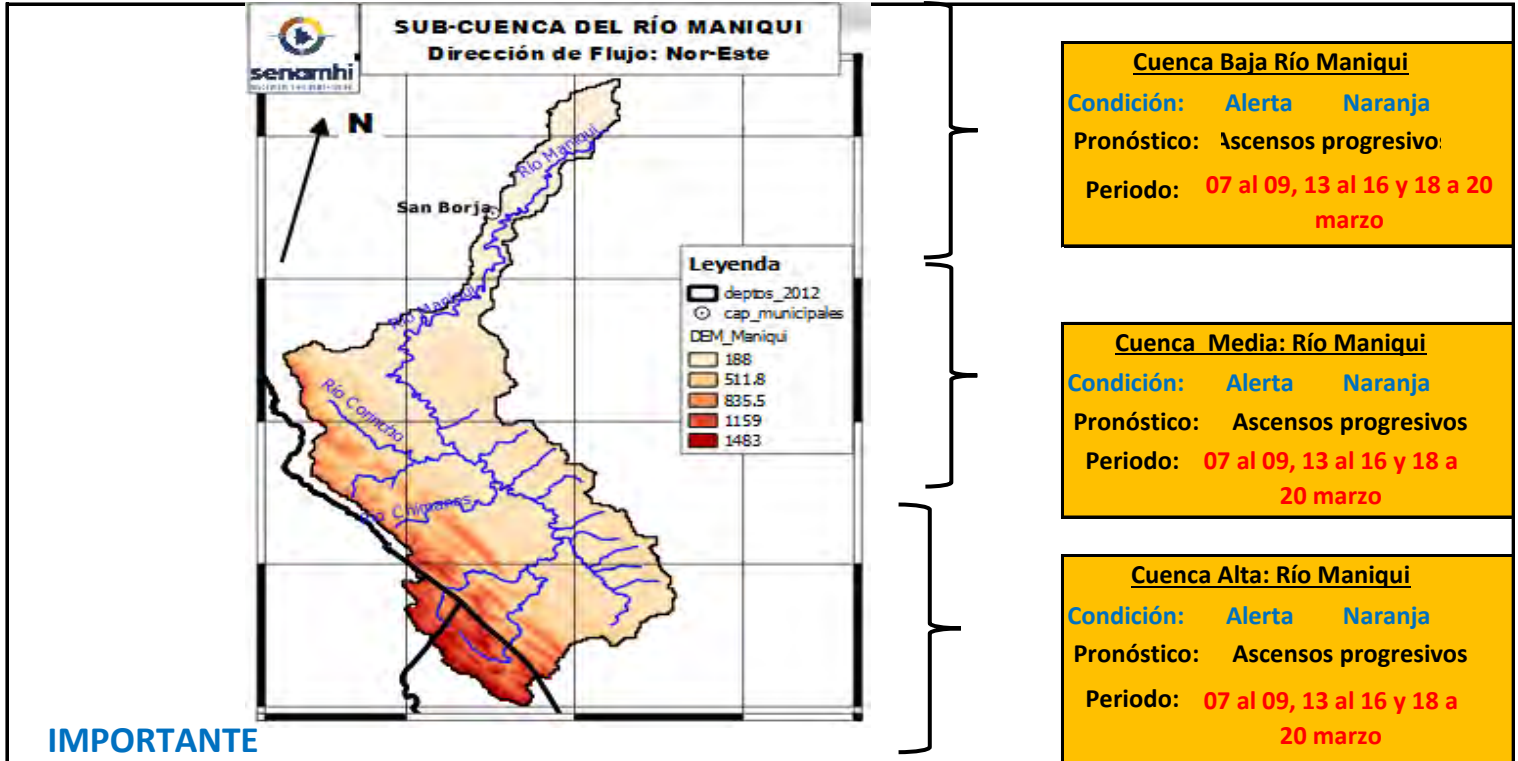 SUB-CUENCA DEL RÍO MANIQUI
Dirección de Flujo: Nor-Este
senamhi
N
Río Maniqui
San Borja
Río Maniqui
Río Chimanes
Leyenda
deptos_2012
cap_municipales
DEM_Maniqui
188
511.8
835.5
1159
1483
IMPORTANTE
Cuenca Baja Río Maniqui
Condición: Alerta Naranja
Pronóstico: Ascensos progresivo
Periodo: 07 al 09, 13 al 16 y 18 a 20
marzo
Cuenca Media: Río Maniqui
Condición: Alerta Naranja
Pronóstico: Ascensos progresivos
Periodo: 07 al 09, 13 al 16 y 18 a
20 marzo
Cuenca Alta: Río Maniqui
Condición: Alerta Naranja
Pronóstico: Ascensos progresivos
Periodo: 07 al 09, 13 al 16 y 18 a
20 marzo